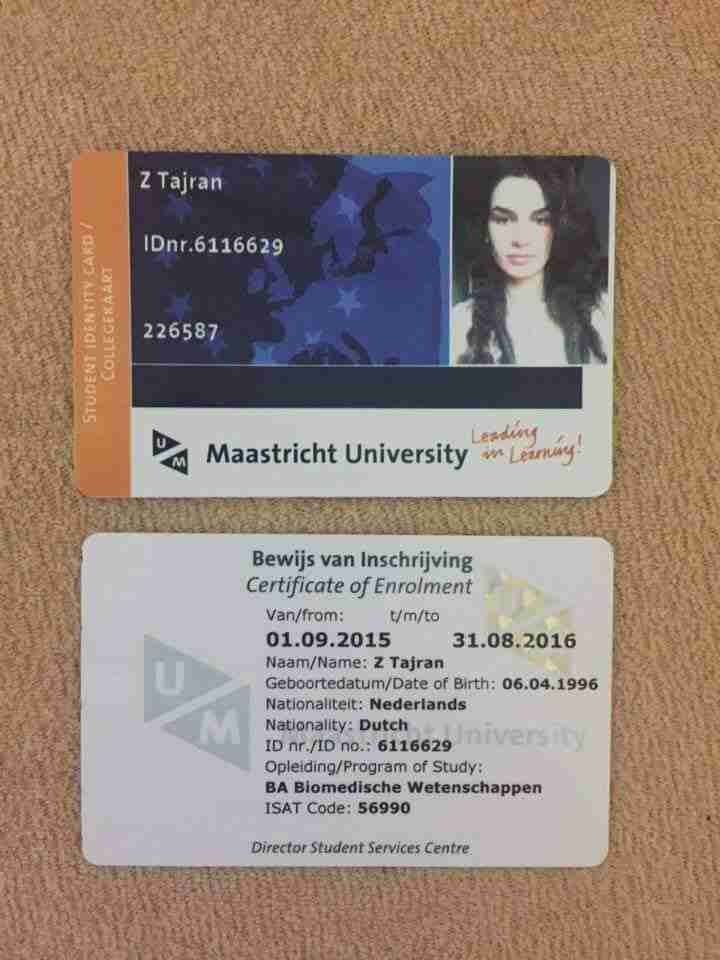 STUDENT IDENTITY CARD /
COLLEGEKAART
Z Tajran
IDnr.6116629
226587
U
M
Maastricht University
Leading
in Learning!
Bewijs van Inschrijving
Certificate of Enrolment
Van/from: t/m/to
01.09.2015 31.08.2016
Naam/Name: Z Tajran
Geboortedatum/Date of Birth: 06.04.1996
Nationaliteit: Nederlands
Nationality: Dutch
ID nr./ID no.: 6116629
Opleiding/Program of Study:
BA Biomedische Wetenschappen
ISAT Code: 56990
Director Student Services Centre
U
M
Maastricht University